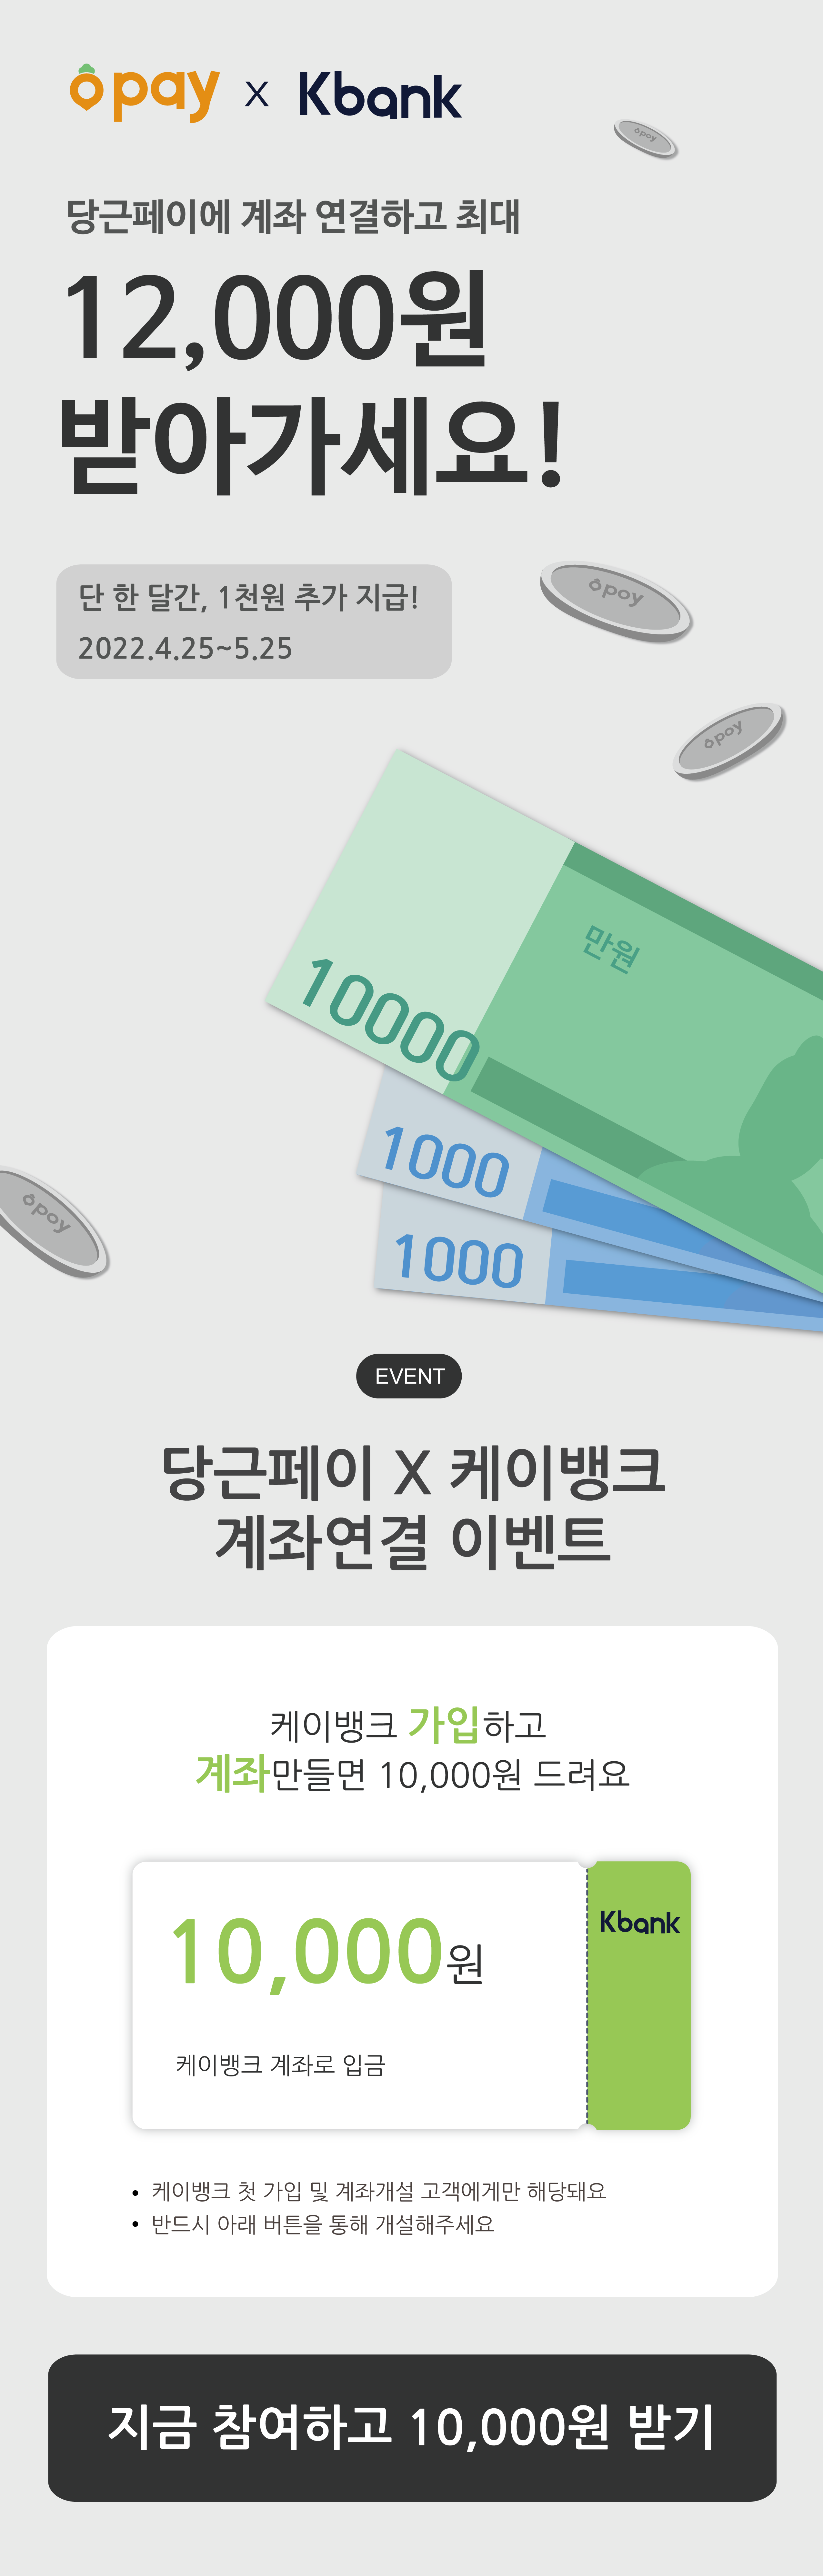 pay x Kbank
pay
당근페이에 계좌 연결하고 최대
12,000원
받아가세요!
단 한 달간, 1천원 추가 지급!
2022.4.25~5.25
pay
pay
만원
10000
1000
pay
1000
EVENT
당근페이 X 케이뱅크
계좌연결 이벤트
케이뱅크 가입하고
계좌만들면 10,000원 드려요
Kbank
10,000원
케이뱅크 계좌로 입금
• 케이뱅크 첫 가입 및 계좌개설 고객에게만 해당돼요
• 반드시 아래 버튼을 통해 개설해주세요
지금 참여하고 10,000원 받기